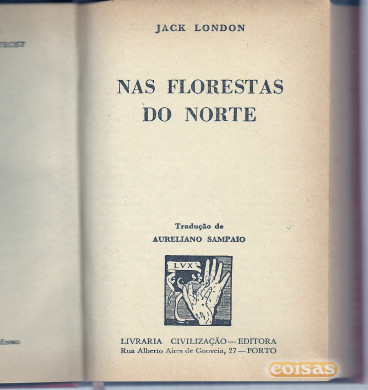 JACK LONDON
NAS FLORESTAS
DO NORTE
Tradução de
AURELIANO SAMPAIO
LVX
LIVRARIA CIVILIZAÇÃO — EDITORA
Rua Alberto Aires de Gouveia, 27 — PORTO
coisas